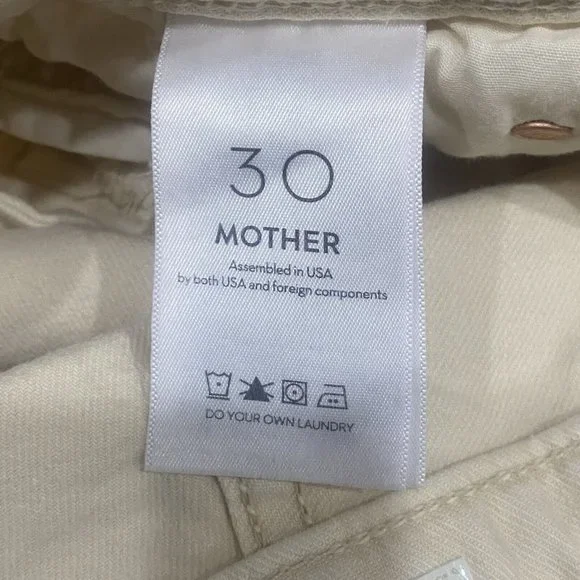 30
MOTHER
Assembled in USA
by both USA and foreign components
DO YOUR OWN LAUNDRY